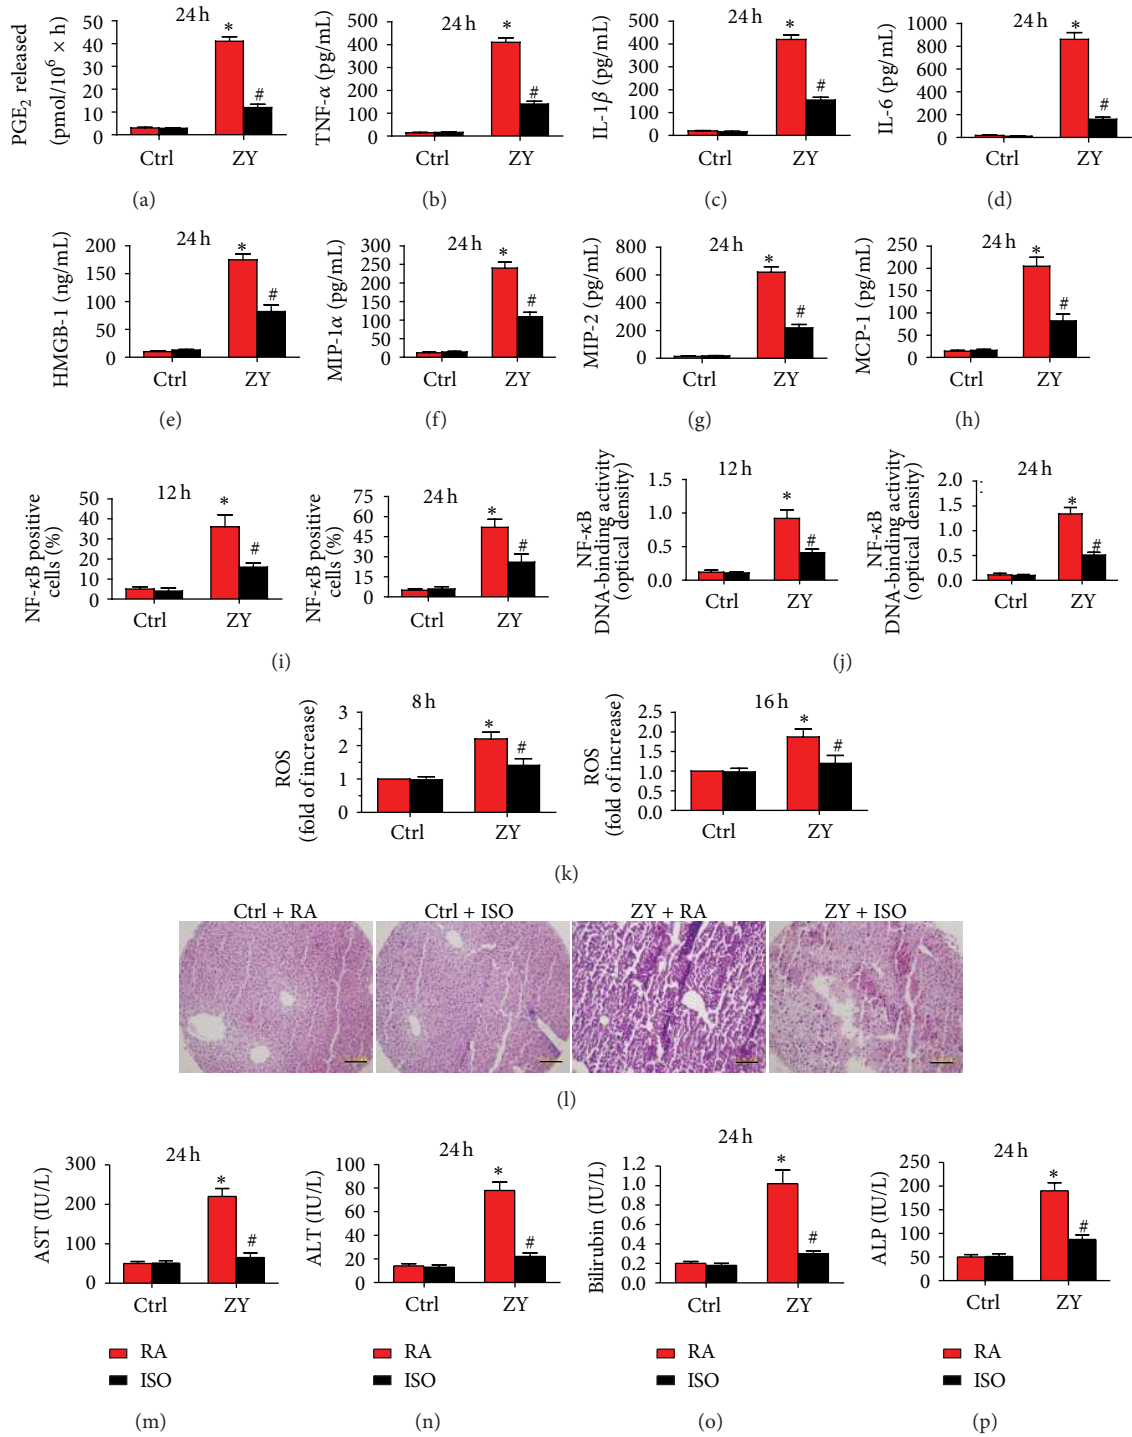 24 h
PGE2 released
(pmol/10^6 × h)
50
40
30
20
10
0
*
#
Ctrl ZY
(a)
24 h
TNF-α (pg/mL)
500
400
300
200
100
0
*
#
Ctrl ZY
(b)
24 h
IL-1β (pg/mL)
500
400
300
200
100
0
*
#
Ctrl ZY
(c)
24 h
IL-6 (pg/mL)
1000
800
600
400
200
0
*
#
Ctrl ZY
(d)
24 h
HMGB-1 (ng/mL)
200
150
100
50
0
*
#
Ctrl ZY
(e)
24 h
MIP-1α (pg/mL)
300
250
200
150
100
50
0
*
#
Ctrl ZY
(f)
24 h
MIP-2 (pg/mL)
800
600
400
200
0
*
#
Ctrl ZY
(g)
24 h
MCP-1 (pg/mL)
250
200
150
100
50
0
*
#
Ctrl ZY
(h)
12 h
NF-κB positive
cells (%)
50
40
30
20
10
0
*
#
Ctrl ZY
24 h
NF-κB positive
cells (%)
75
60
45
30
15
0
*
#
Ctrl ZY
(i)
12 h
NF-κB
DNA-binding activity
(optical density)
1.5
1.0
0.5
0.0
*
#
Ctrl ZY
24 h
NF-κB
DNA-binding activity
(optical density)
2.0
1.5
1.0
0.5
0.0
*
#
Ctrl ZY
(j)
8 h
ROS
(fold of increase)
3
2
1
0
*
#
Ctrl ZY
16 h
ROS
(fold of increase)
2.5
2.0
1.5
1.0
0.5
0.0
*
#
Ctrl ZY
(k)
Ctrl + RA Ctrl + ISO ZY + RA ZY + ISO
(l)
24 h
AST (IU/L)
300
200
100
0
*
#
Ctrl ZY
RA
ISO
(m)
24 h
ALT (IU/L)
100
80
60
40
20
0
*
#
Ctrl ZY
RA
ISO
(n)
24 h
Bilirubin (IU/L)
1.2
1.0
0.8
0.6
0.4
0.2
0.0
*
#
Ctrl ZY
RA
ISO
(o)
24 h
ALP (IU/L)
250
200
150
100
50
0
*
#
Ctrl ZY
RA
ISO
(p)